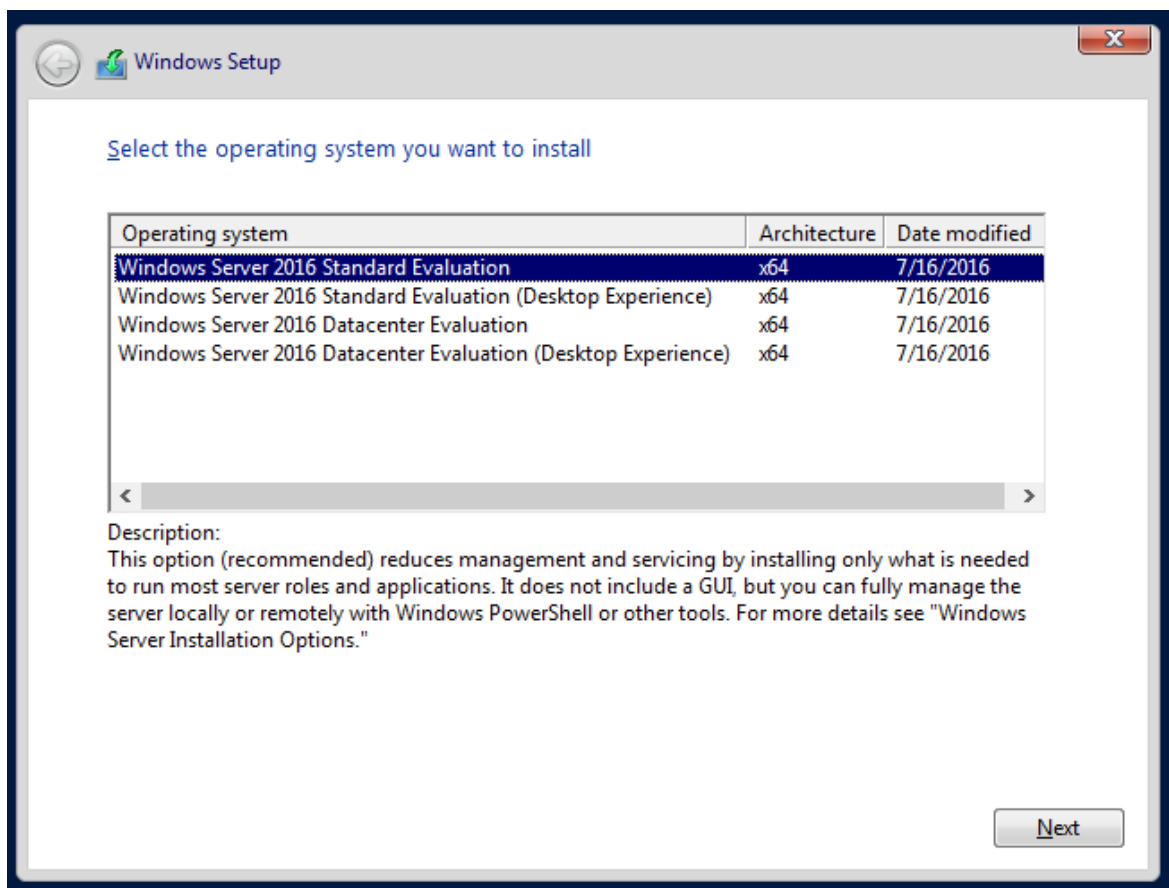 Windows Setup
Select the operating system you want to install
Operating system Architecture Date modified
Windows Server 2016 Standard Evaluation x64 7/16/2016
Windows Server 2016 Standard Evaluation (Desktop Experience) x64 7/16/2016
Windows Server 2016 Datacenter Evaluation x64 7/16/2016
Windows Server 2016 Datacenter Evaluation (Desktop Experience) x64 7/16/2016
Description:
This option (recommended) reduces management and servicing by installing only what is needed
to run most server roles and applications. It does not include a GUI, but you can fully manage the
server locally or remotely with Windows PowerShell or other tools. For more details see "Windows
Server Installation Options."
Next